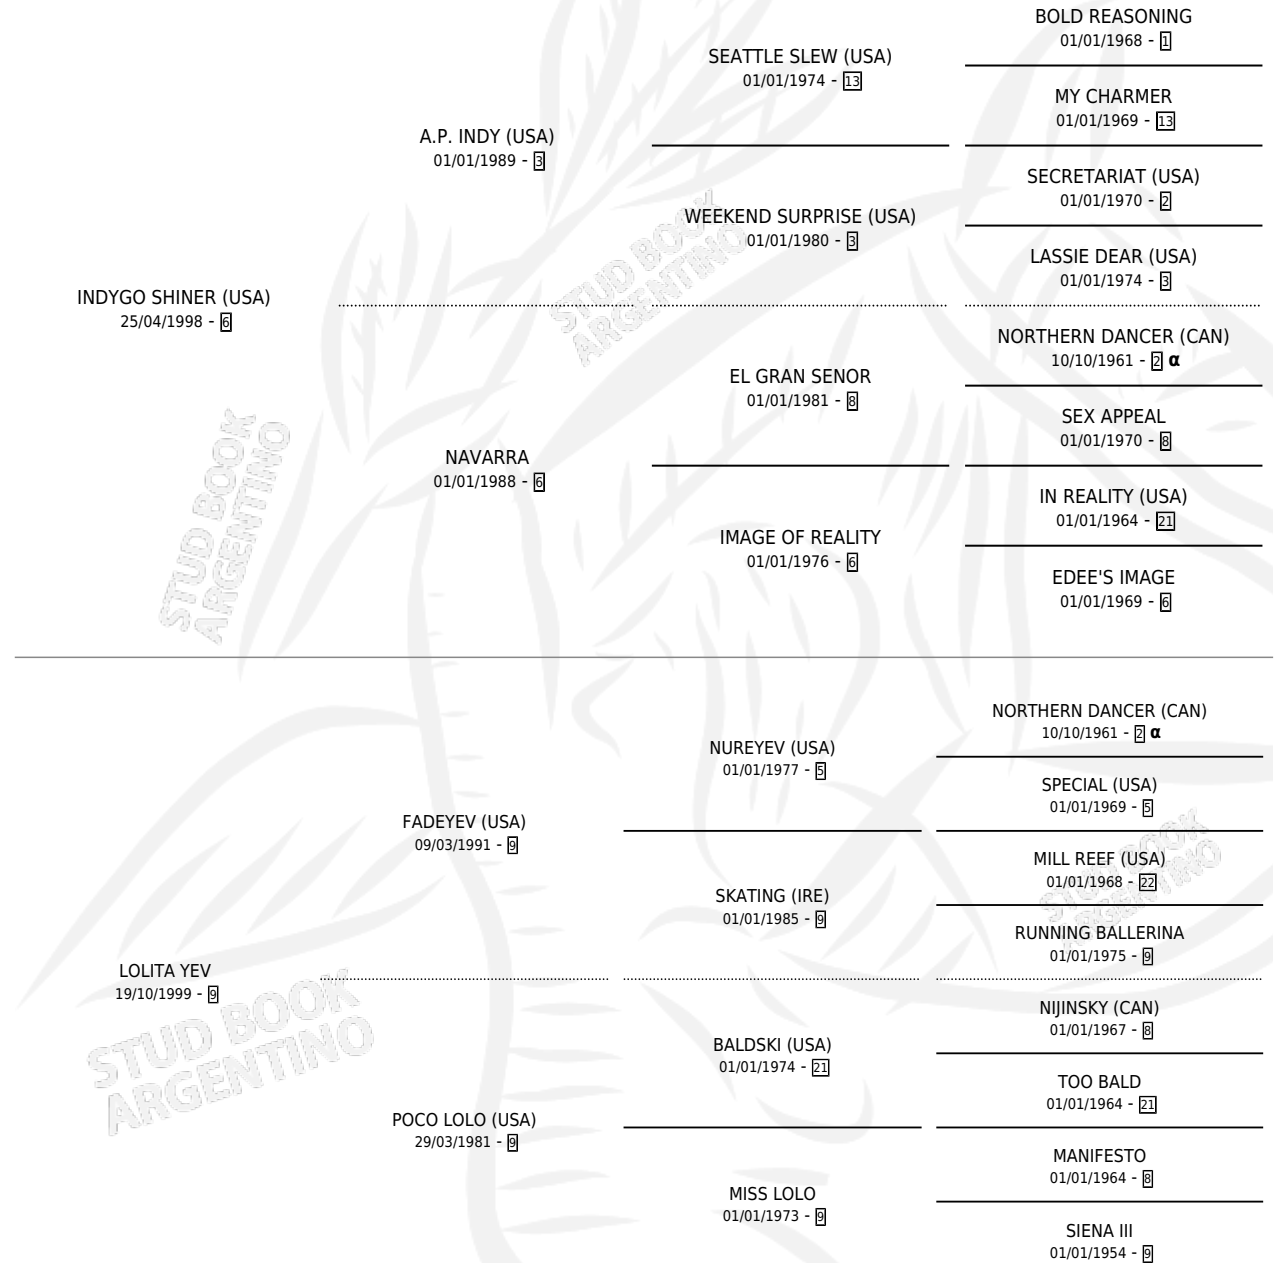 BOLD REASONING
01/01/1968 - 1
SEATTLE SLEW (USA)
01/01/1974 - 13
MY CHARMER
01/01/1969 - 13
A.P. INDY (USA)
01/01/1989 - 3
SECRETARIAT (USA)
01/01/1970 - 2
WEEKEND SURPRISE (USA)
01/01/1980 - 3
LASSIE DEAR (USA)
01/01/1974 - 3
INDYGO SHINER (USA)
25/04/1998 - 6
NORTHERN DANCER (CAN)
10/10/1961 - 2 α
EL GRAN SENOR
01/01/1981 - 8
SEX APPEAL
01/01/1970 - 8
NAVARRA
01/01/1988 - 6
IN REALITY (USA)
01/01/1964 - 21
IMAGE OF REALITY
01/01/1976 - 6
EDEE'S IMAGE
01/01/1969 - 6
STUD BOOK
ARGENTINO
STUD BOOK
ARGENTINO
NORTHERN DANCER (CAN)
10/10/1961 - 2 α
NUREYEV (USA)
01/01/1977 - 5
SPECIAL (USA)
01/01/1969 - 5
FADEYEV (USA)
09/03/1991 - 9
MILL REEF (USA)
01/01/1968 - 22
SKATING (IRE)
01/01/1985 - 9
RUNNING BALLERINA
01/01/1975 - 9
LOLITA YEV
19/10/1999 - 9
NIJINSKY (CAN)
01/01/1967 - 8
BALDSKI (USA)
01/01/1974 - 21
TOO BALD
01/01/1964 - 21
POCO LOLO (USA)
29/03/1981 - 9
MANIFESTO
01/01/1964 - 8
MISS LOLO
01/01/1973 - 9
SIENA III
01/01/1954 - 9
STUD BOOK
ARGENTINO
STUD BOOK
ARGENTINO